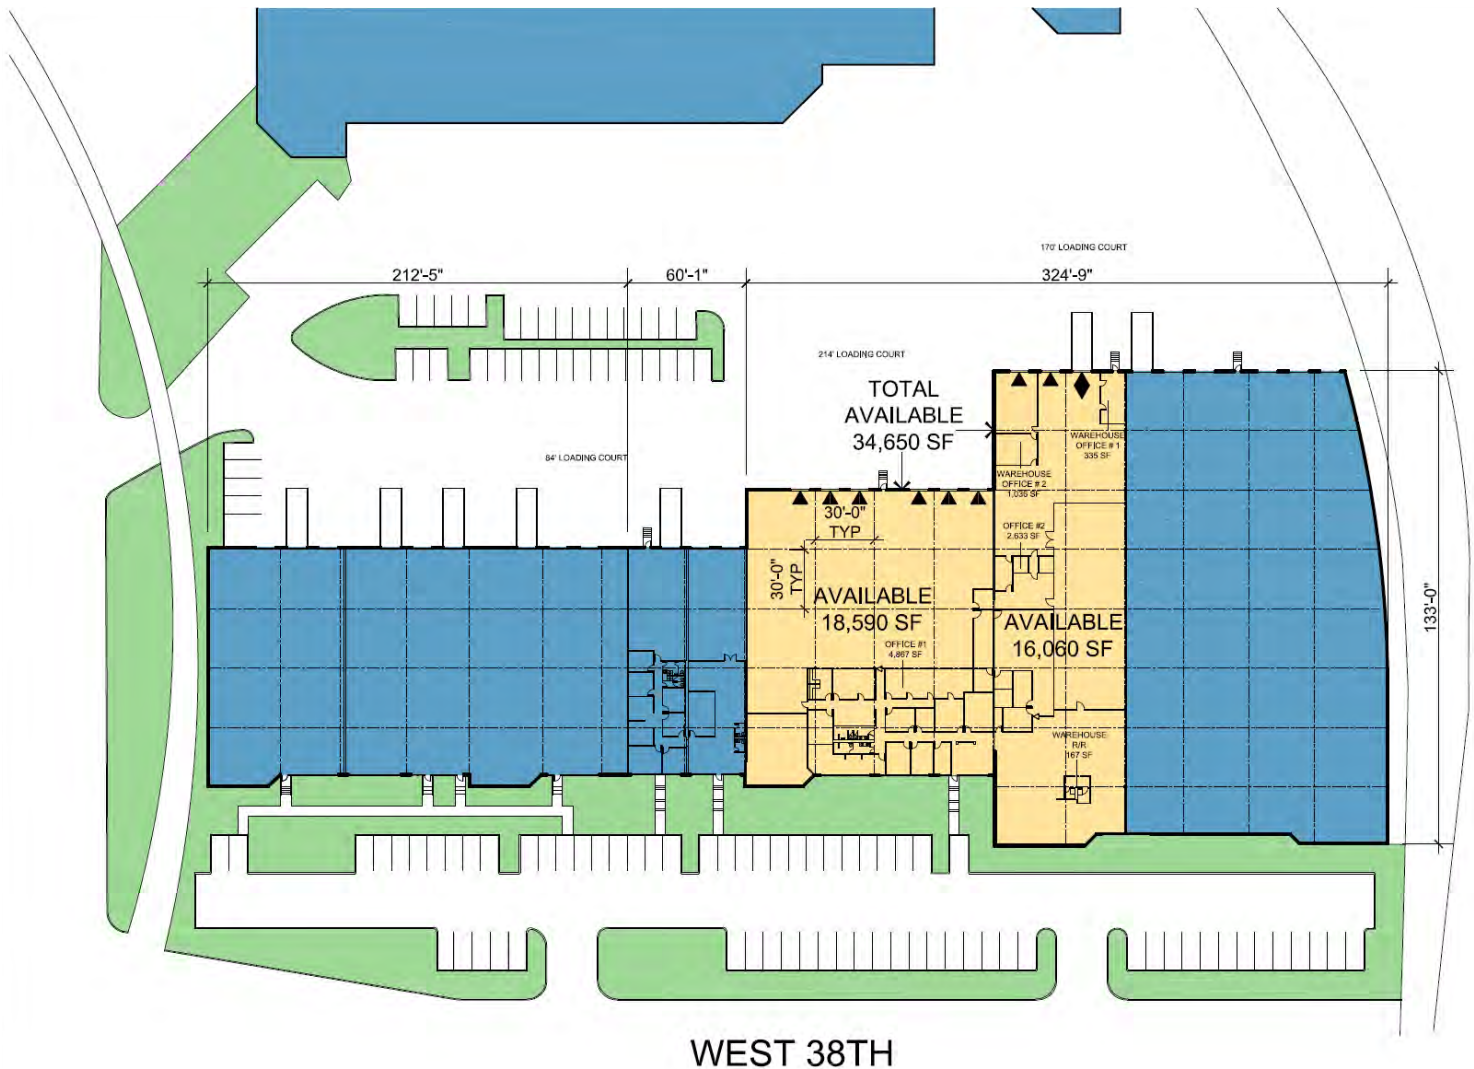 170' LOADING COURT
212'-5"
60'-1"
324'-9"
214' LOADING COURT
TOTAL
AVAILABLE
34,650 SF
84' LOADING COURT
WAREHOUSE
OFFICE # 1
335 SF
WAREHOUSE
OFFICE # 2
1,035 SF
30'-0"
TYP
OFFICE #2
2,633 SF
30'-0"
TYP
AVAILABLE
18,590 SF
AVAILABLE
16,060 SF
133'-0"
OFFICE #1
4,867 SF
WAREHOUSE
R/R
167 SF
WEST 38TH